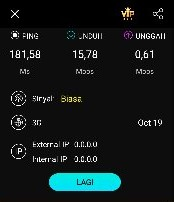 VIP
PING UNDUH UNGGAH
181,58 15,78 0,61
Ms Mbps Mbps
Sinyal: Biasa
3G Oct 19
IP External IP 0.0.0.0
Internal IP 0.0.0.0
LAGI